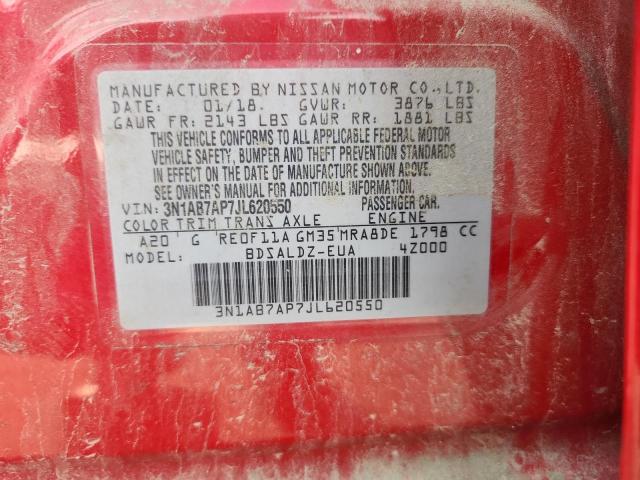 MANUFACTURED BY NISSAN MOTOR CO.,LTD.
DATE: 01/18. GVWR: 3876 LBS
GAWR FR: 2143 LBS GAWR RR: 1881 LBS
THIS VEHICLE CONFORMS TO ALL APPLICABLE FEDERAL MOTOR
VEHICLE SAFETY, BUMPER AND THEFT PREVENTION STANDARDS
IN EFFECT ON THE DATE OF MANUFACTURE SHOWN ABOVE.
SEE OWNER'S MANUAL FOR ADDITIONAL INFORMATION.
VIN: 3N1AB7AP7JL620550 PASSENGER CAR.
COLOR TRIM TRANS AXLE ENGINE
A20 G RE0F11A GM35 MRA8DE 1798 CC
MODEL: BDSALDZ-EUA 4Z000
3N1AB7AP7JL620550